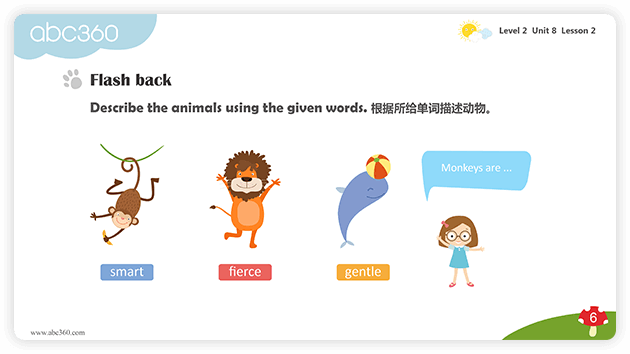 abc360
Level 2 Unit 8 Lesson 2
Flash back
Describe the animals using the given words. 根据所给单词描述动物。
Monkeys are ...
smart
fierce
gentle
6
www.abc360.com